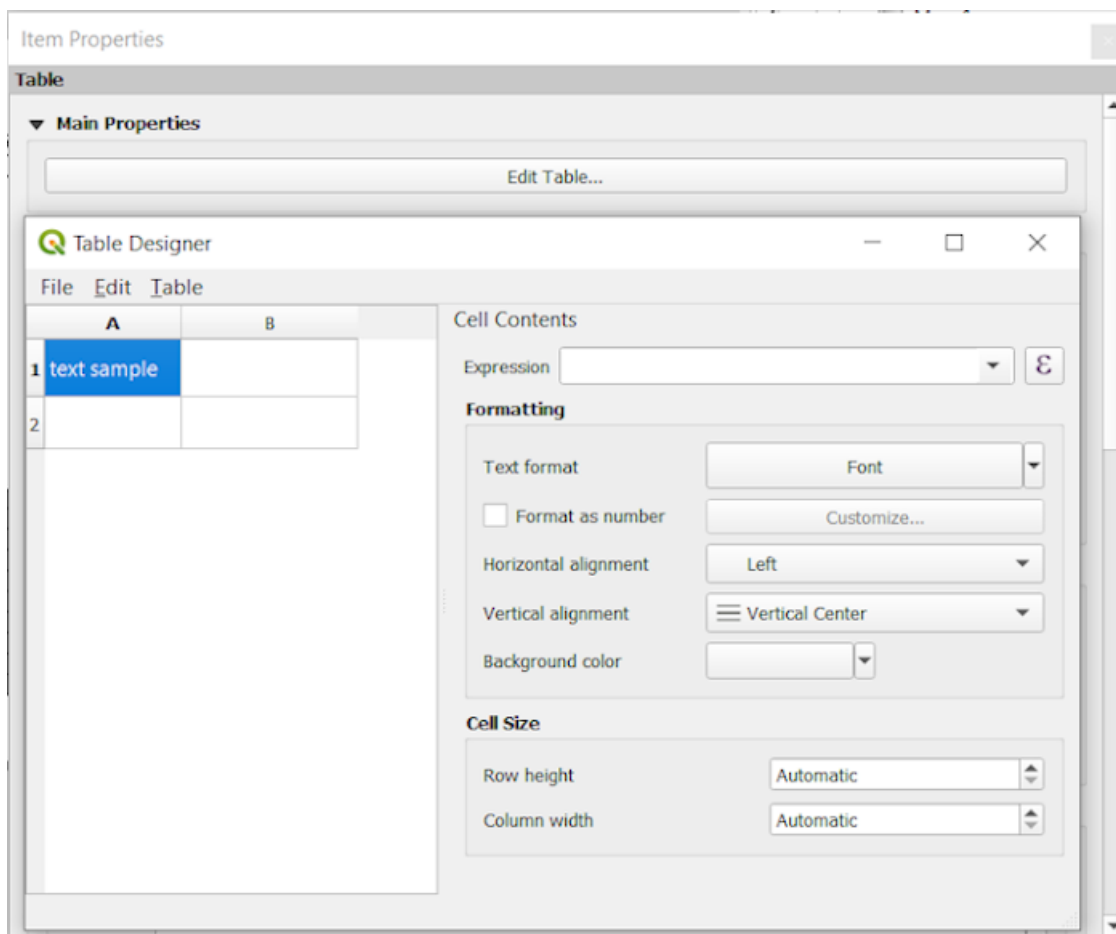 Item Properties
Table
Main Properties
Edit Table...
Table Designer
File Edit Table
A B
1 text sample
2
Cell Contents
Expression ε
Formatting
Text format Font
Format as number Customize...
Horizontal alignment Left
Vertical alignment Vertical Center
Background color
Cell Size
Row height Automatic
Column width Automatic